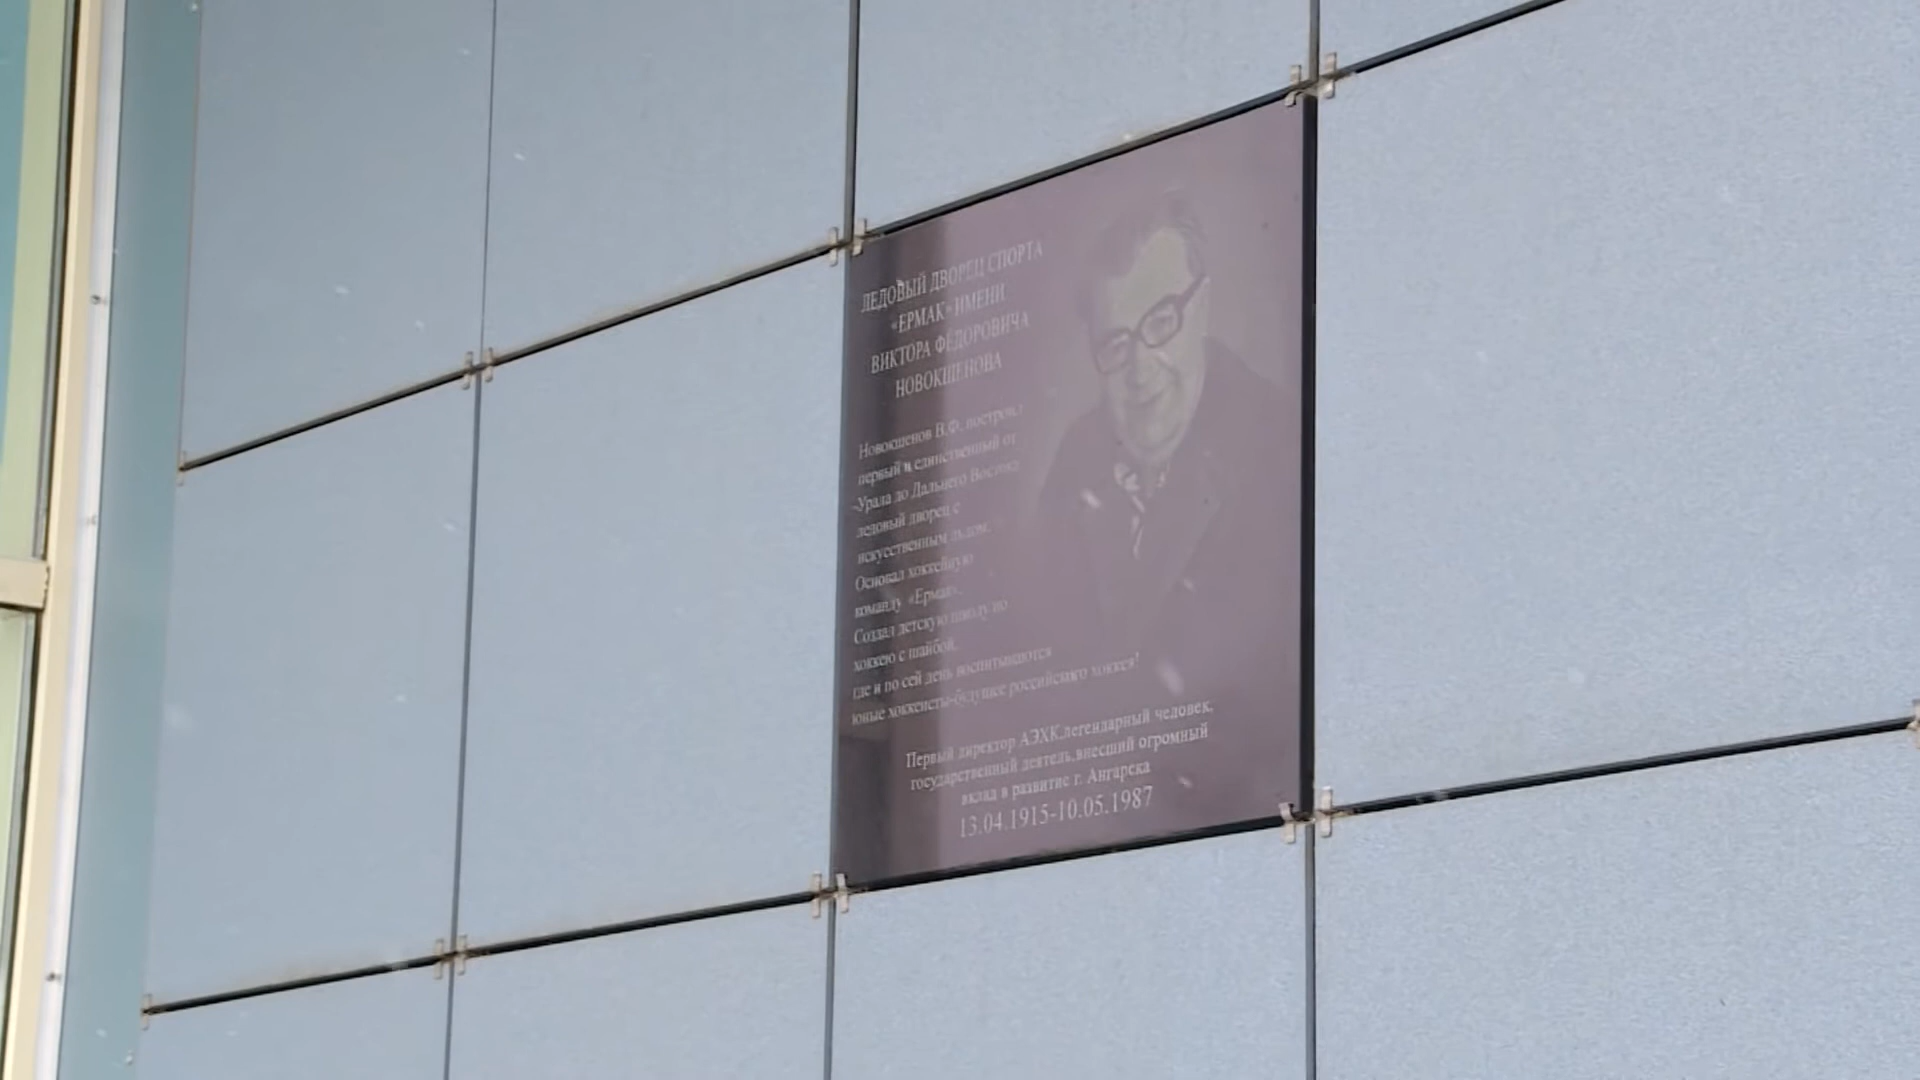 ЛЕДОВЫЙ ДВОРЕЦ СПОРТА
«ЕРМАК» ИМЕНИ
ВИКТОРА ФЁДОРОВИЧА
НОВОКШЕНОВА
Новокшенов В.Ф. построил
первый и единственный от
Урала до Дальнего Востока
ледовый дворец с
искусственным льдом.
Основал хоккейную
команду «Ермак».
Создал детскую школу по
хоккею с шайбой,
где и по сей день воспитываются
юные хоккеисты-будущее российского хоккея!
Первый директор АЭХК,легендарный человек,
государственный деятель,внесший огромный
вклад в развитие г. Ангарска
13.04.1915-10.05.1987